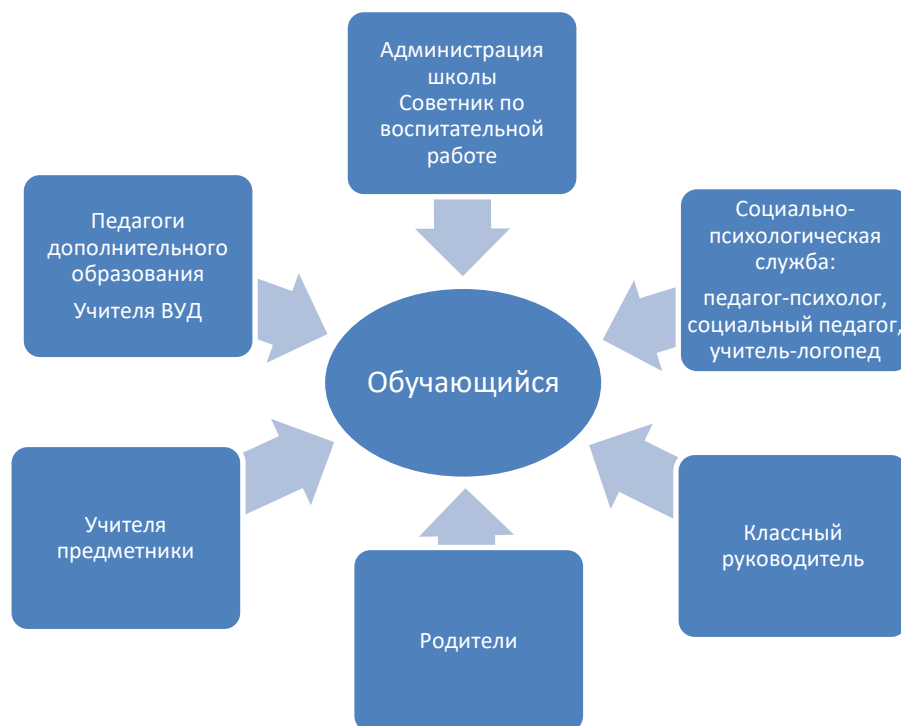 Администрация
школы
Советник по
воспитательной
работе
Педагоги
дополнительного
образования
Учителя ВУД
Социально-
психологическая
служба:
педагог-психолог,
социальный педагог,
учитель-логопед
Обучающийся
Учителя
предметники
Классный
руководитель
Родители